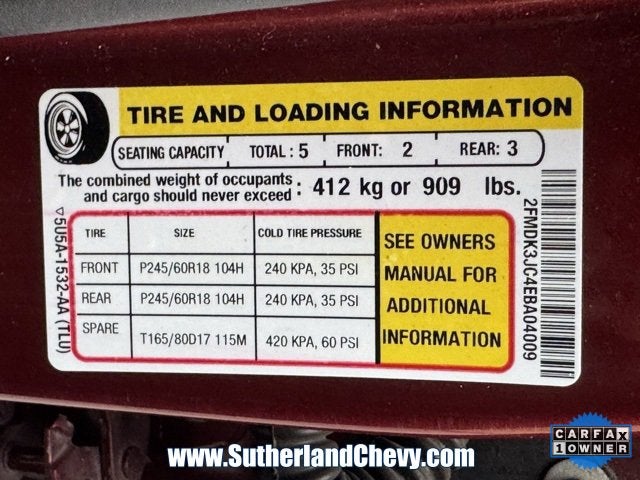 TIRE AND LOADING INFORMATION
SEATING CAPACITY TOTAL: 5 FRONT: 2 REAR: 3
The combined weight of occupants
and cargo should never exceed : 412 kg or 909 lbs.
TIRE SIZE COLD TIRE PRESSURE
FRONT P245/60R18 104H 240 KPA, 35 PSI
REAR P245/60R18 104H 240 KPA, 35 PSI
SPARE T165/80D17 115M 420 KPA, 60 PSI
SEE OWNERS
MANUAL FOR
ADDITIONAL
INFORMATION
5U5A-1532-AA (TLU)
2FMDK3JC4EBA04009
www.SutherlandChevy.com
CARFAX
1 OWNER